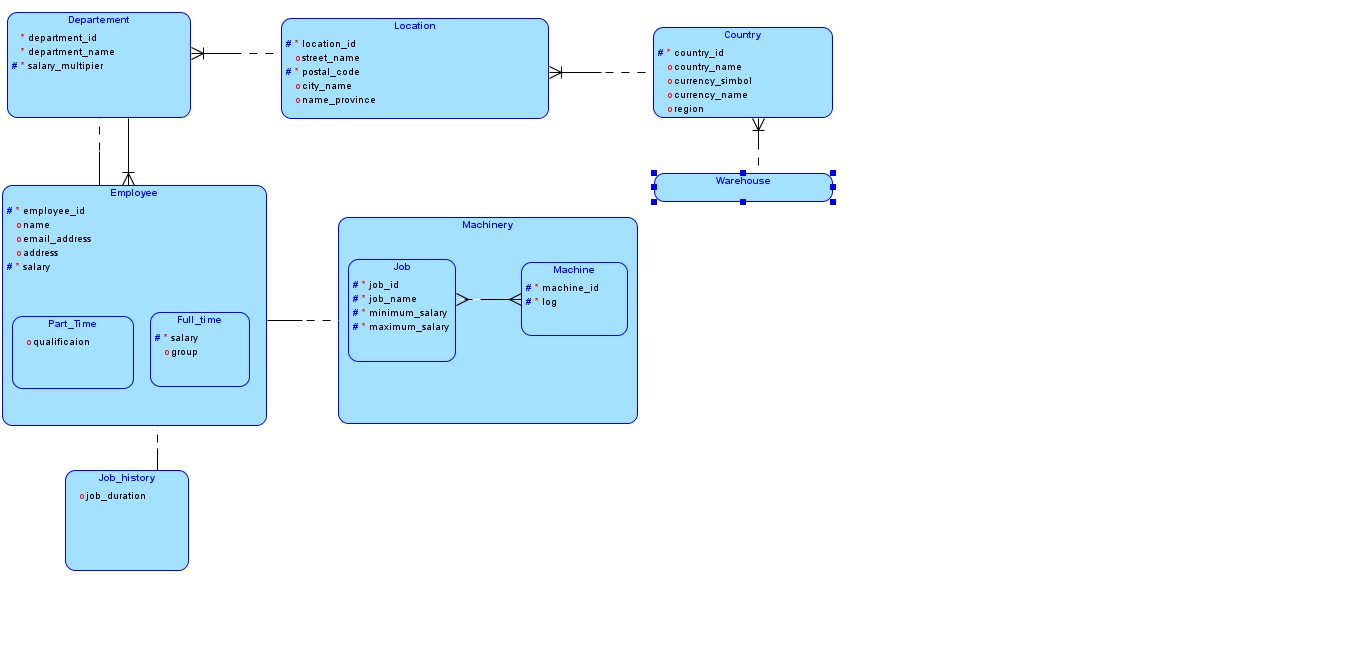 Departement
* department_id
* department_name
# * salary_multipier
Location
# * location_id
o street_name
# * postal_code
o city_name
o name_province
Country
# * country_id
o country_name
o currency_simbol
o currency_name
o region
Warehouse
Employee
# * employee_id
o name
o email_address
o address
# * salary
Part_Time
o qualificaion
Full_time
# * salary
o group
Machinery
Job
# * job_id
# * job_name
# * minimum_salary
# * maximum_salary
Machine
# * machine_id
# * log
Job_history
o job_duration